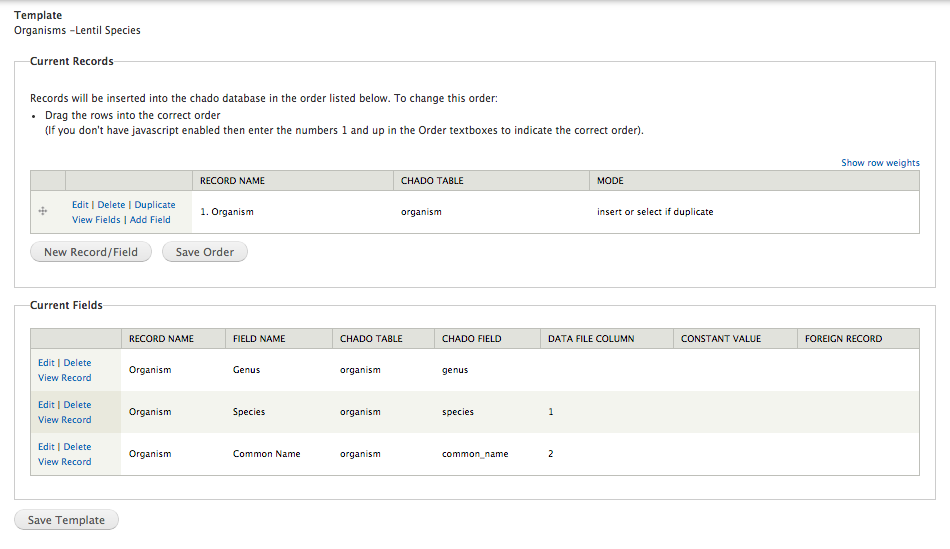 Template
Organisms -Lentil Species
Current Records
Records will be inserted into the chado database in the order listed below. To change this order:
• Drag the rows into the correct order
(If you don't have javascript enabled then enter the numbers 1 and up in the Order textboxes to indicate the correct order).
Show row weights
RECORD NAME CHADO TABLE MODE
Edit | Delete | Duplicate
View Fields | Add Field
1. Organism organism insert or select if duplicate
New Record/Field Save Order
Current Fields
RECORD NAME FIELD NAME CHADO TABLE CHADO FIELD DATA FILE COLUMN CONSTANT VALUE FOREIGN RECORD
Edit | Delete
View Record
Organism Genus organism genus
Edit | Delete
View Record
Organism Species organism species 1
Edit | Delete
View Record
Organism Common Name organism common_name 2
Save Template